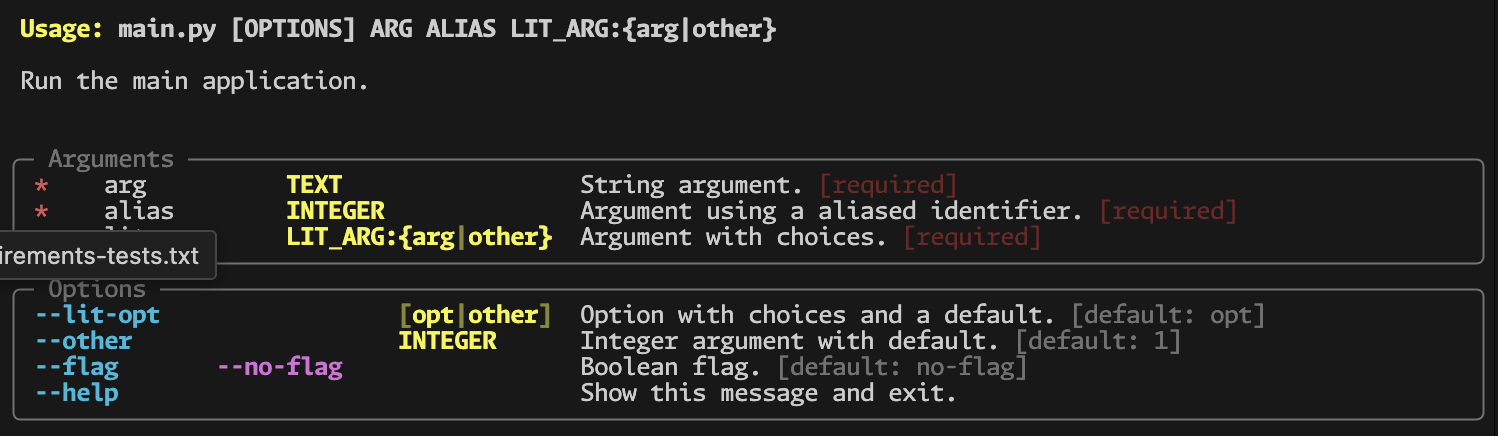 Usage: main.py [OPTIONS] ARG ALIAS LIT_ARG:{arg|other}
Run the main application.
Arguments
* arg TEXT String argument. [required]
* alias INTEGER Argument using a aliased identifier. [required]
LIT_ARG:{arg|other} Argument with choices. [required]
irements-tests.txt
Options
--lit-opt [opt|other] Option with choices and a default. [default: opt]
--other INTEGER Integer argument with default. [default: 1]
--flag --no-flag Boolean flag. [default: no-flag]
--help Show this message and exit.